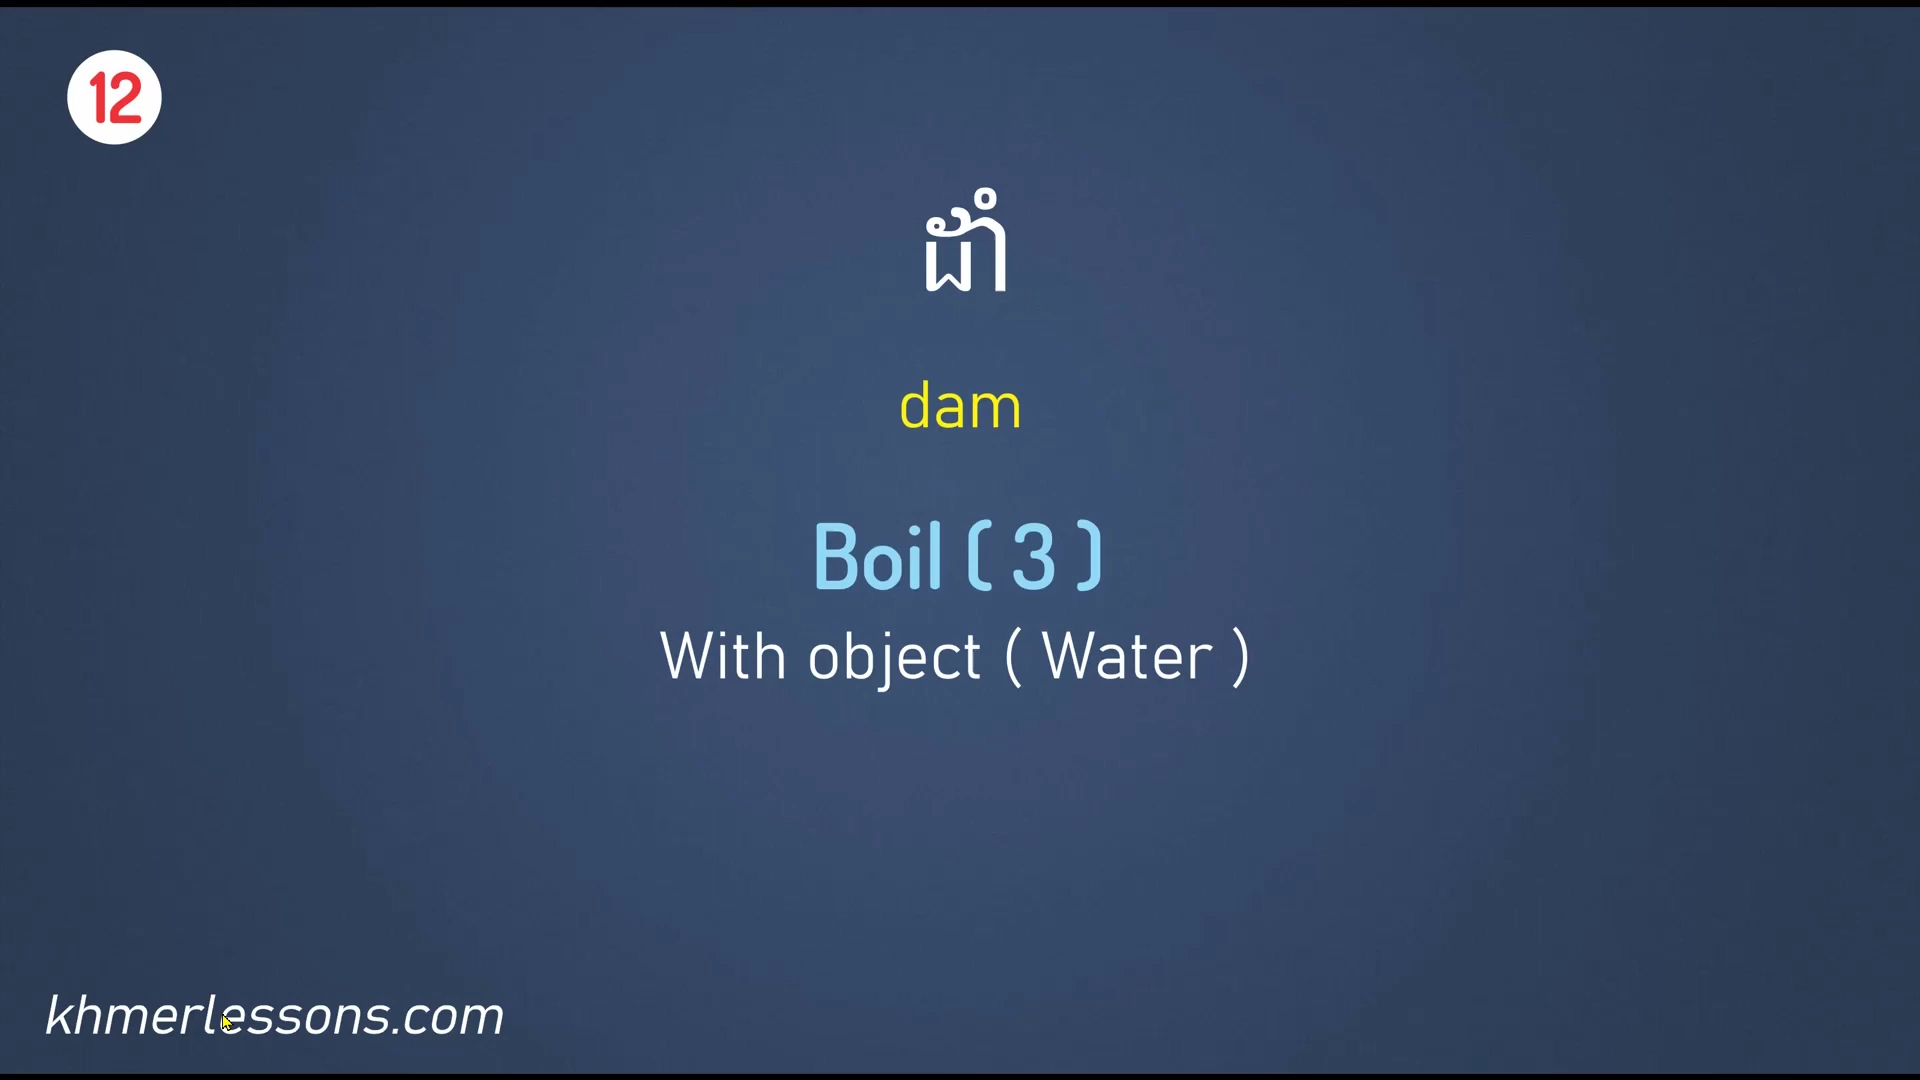 12
ដាំ
dam
Boil ( 3 )
With object ( Water )
khmerlessons.com